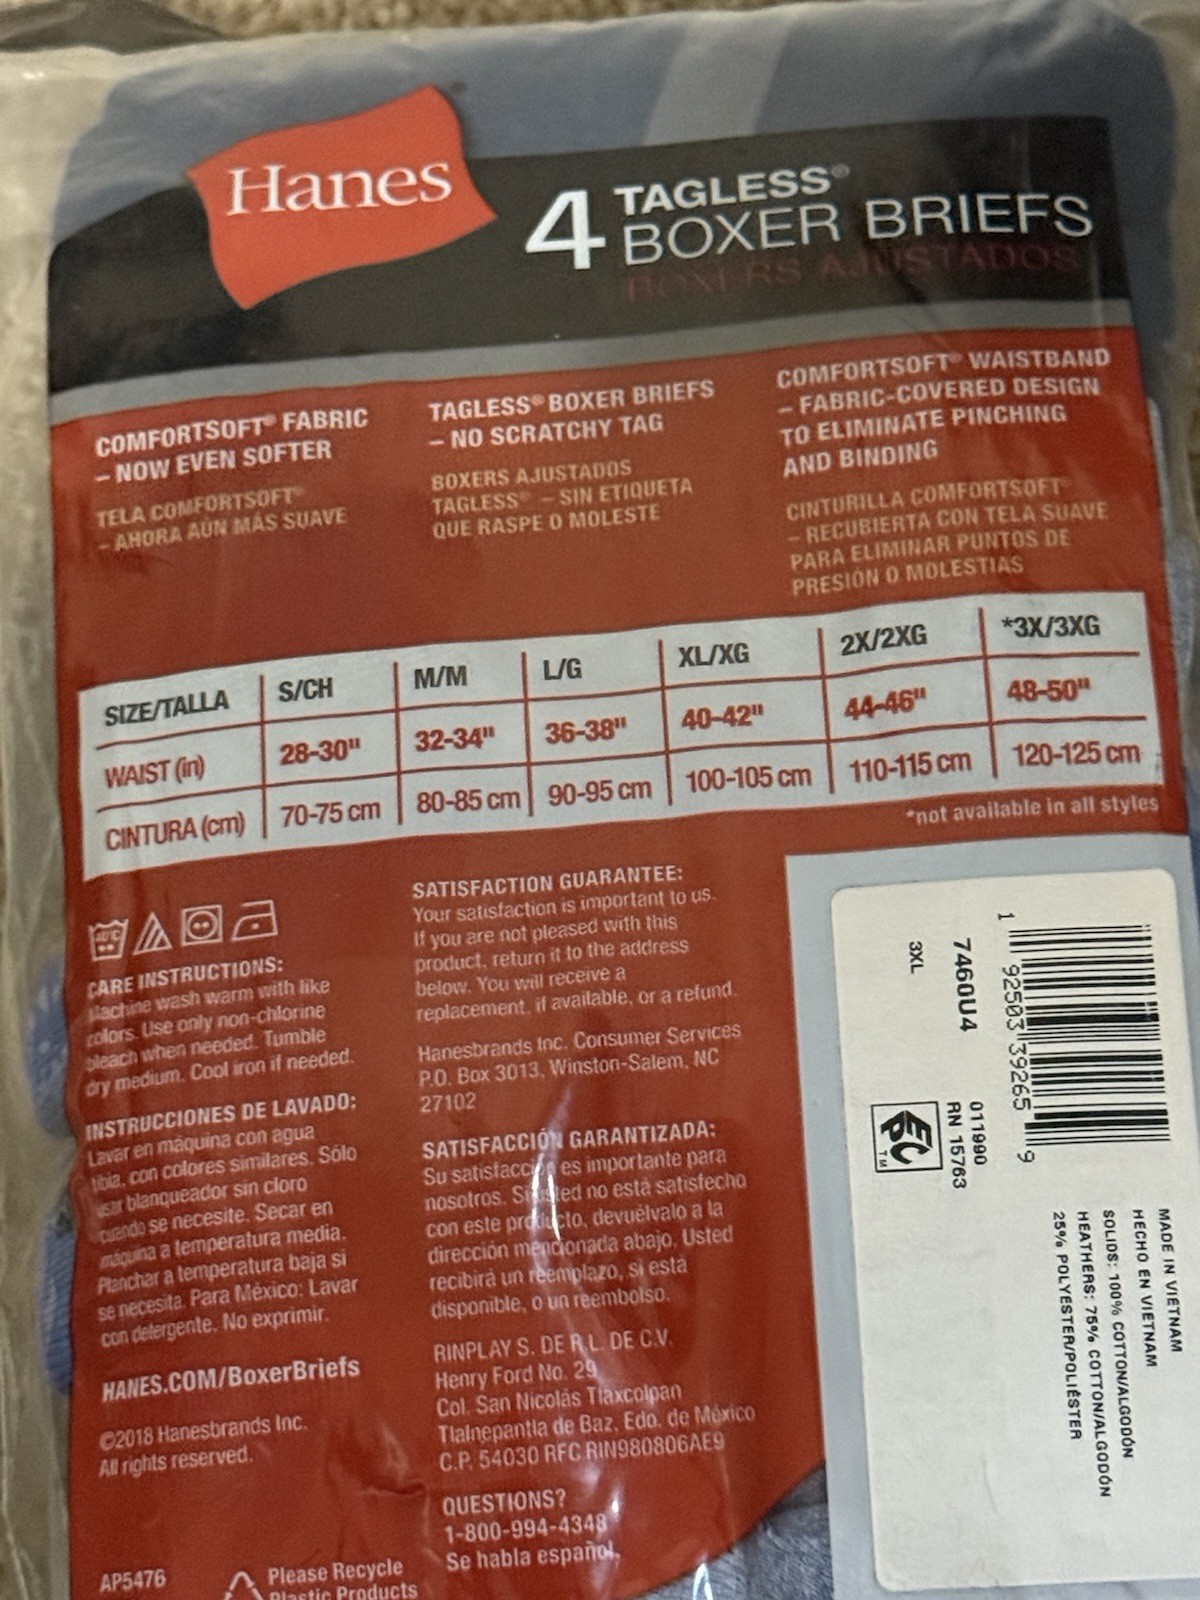 Hanes
4 TAGLESS®
BOXER BRIEFS
BOXERS AJUSTADOS
COMFORTSOFT® FABRIC
– NOW EVEN SOFTER
TELA COMFORTSOFT®
– AHORA AÚN MÁS SUAVE
TAGLESS® BOXER BRIEFS
– NO SCRATCHY TAG
BOXERS AJUSTADOS
TAGLESS® – SIN ETIQUETA
QUE RASPE O MOLESTE
COMFORTSOFT® WAISTBAND
– FABRIC-COVERED DESIGN
TO ELIMINATE PINCHING
AND BINDING
CINTURILLA COMFORTSOFT®
– RECUBIERTA CON TELA SUAVE
PARA ELIMINAR PUNTOS DE
PRESIÓN O MOLESTIAS
SIZE/TALLA S/CH M/M L/G XL/XG 2X/2XG *3X/3XG
WAIST (in) 28-30" 32-34" 36-38" 40-42" 44-46" 48-50"
CINTURA (cm) 70-75 cm 80-85 cm 90-95 cm 100-105 cm 110-115 cm 120-125 cm
*not available in all styles
40°C
CARE INSTRUCTIONS:
Machine wash warm with like
colors. Use only non-chlorine
bleach when needed. Tumble
dry medium. Cool iron if needed.
INSTRUCCIONES DE LAVADO:
Lavar en máquina con agua
tibia, con colores similares. Sólo
usar blanqueador sin cloro
cuando se necesite. Secar en
máquina a temperatura media.
Planchar a temperatura baja si
se necesita. Para México: Lavar
con detergente. No exprimir.
HANES.COM/BoxerBriefs
©2018 Hanesbrands Inc.
All rights reserved.
AP5476
Please Recycle
Plastic Products
SATISFACTION GUARANTEE:
Your satisfaction is important to us.
If you are not pleased with this
product, return it to the address
below. You will receive a
replacement, if available, or a refund.
Hanesbrands Inc. Consumer Services
P.O. Box 3013, Winston-Salem, NC
27102
SATISFACCIÓN GARANTIZADA:
Su satisfacción es importante para
nosotros. Si usted no está satisfecho
con este producto, devuélvalo a la
dirección mencionada abajo. Usted
recibirá un reemplazo, si está
disponible, o un reembolso.
RINPLAY S. DE R.L. DE C.V.
Henry Ford No. 29
Col. San Nicolás Tlaxcolpan
Tlalnepantla de Baz, Edo. de México
C.P. 54030 RFC RIN980806AE9
QUESTIONS?
1-800-994-4348
Se habla español.
1 92503 39265 9
7460U4
3XL
011990
RN 15763
EPC TM
MADE IN VIETNAM
HECHO EN VIETNAM
SOLIDS: 100% COTTON/ALGODÓN
HEATHERS: 75% COTTON/ALGODÓN
25% POLYESTER/POLIÉSTER